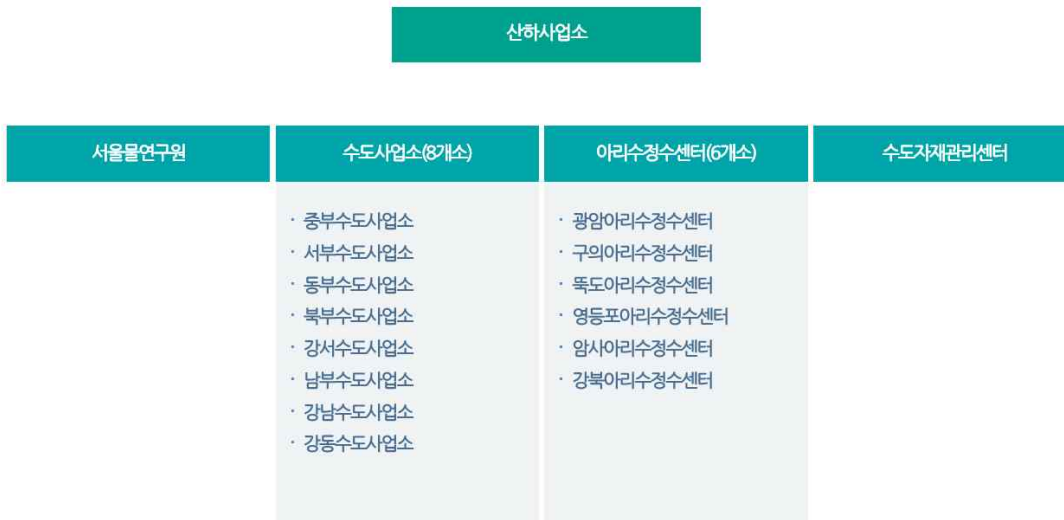 산하사업소
서울물연구원
수도사업소(8개소)
아리수정수센터(6개소)
수도자재관리센터
· 중부수도사업소
· 서부수도사업소
· 동부수도사업소
· 북부수도사업소
· 강서수도사업소
· 남부수도사업소
· 강남수도사업소
· 강동수도사업소
· 광암아리수정수센터
· 구의아리수정수센터
· 뚝도아리수정수센터
· 영등포아리수정수센터
· 암사아리수정수센터
· 강북아리수정수센터